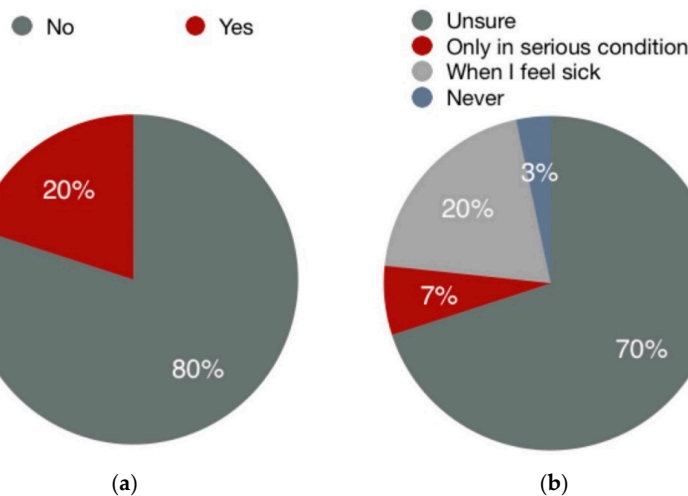 No
Yes
Unsure
Only in serious condition
When I feel sick
Never
20%
80%
3%
20%
7%
70%
(a)
(b)